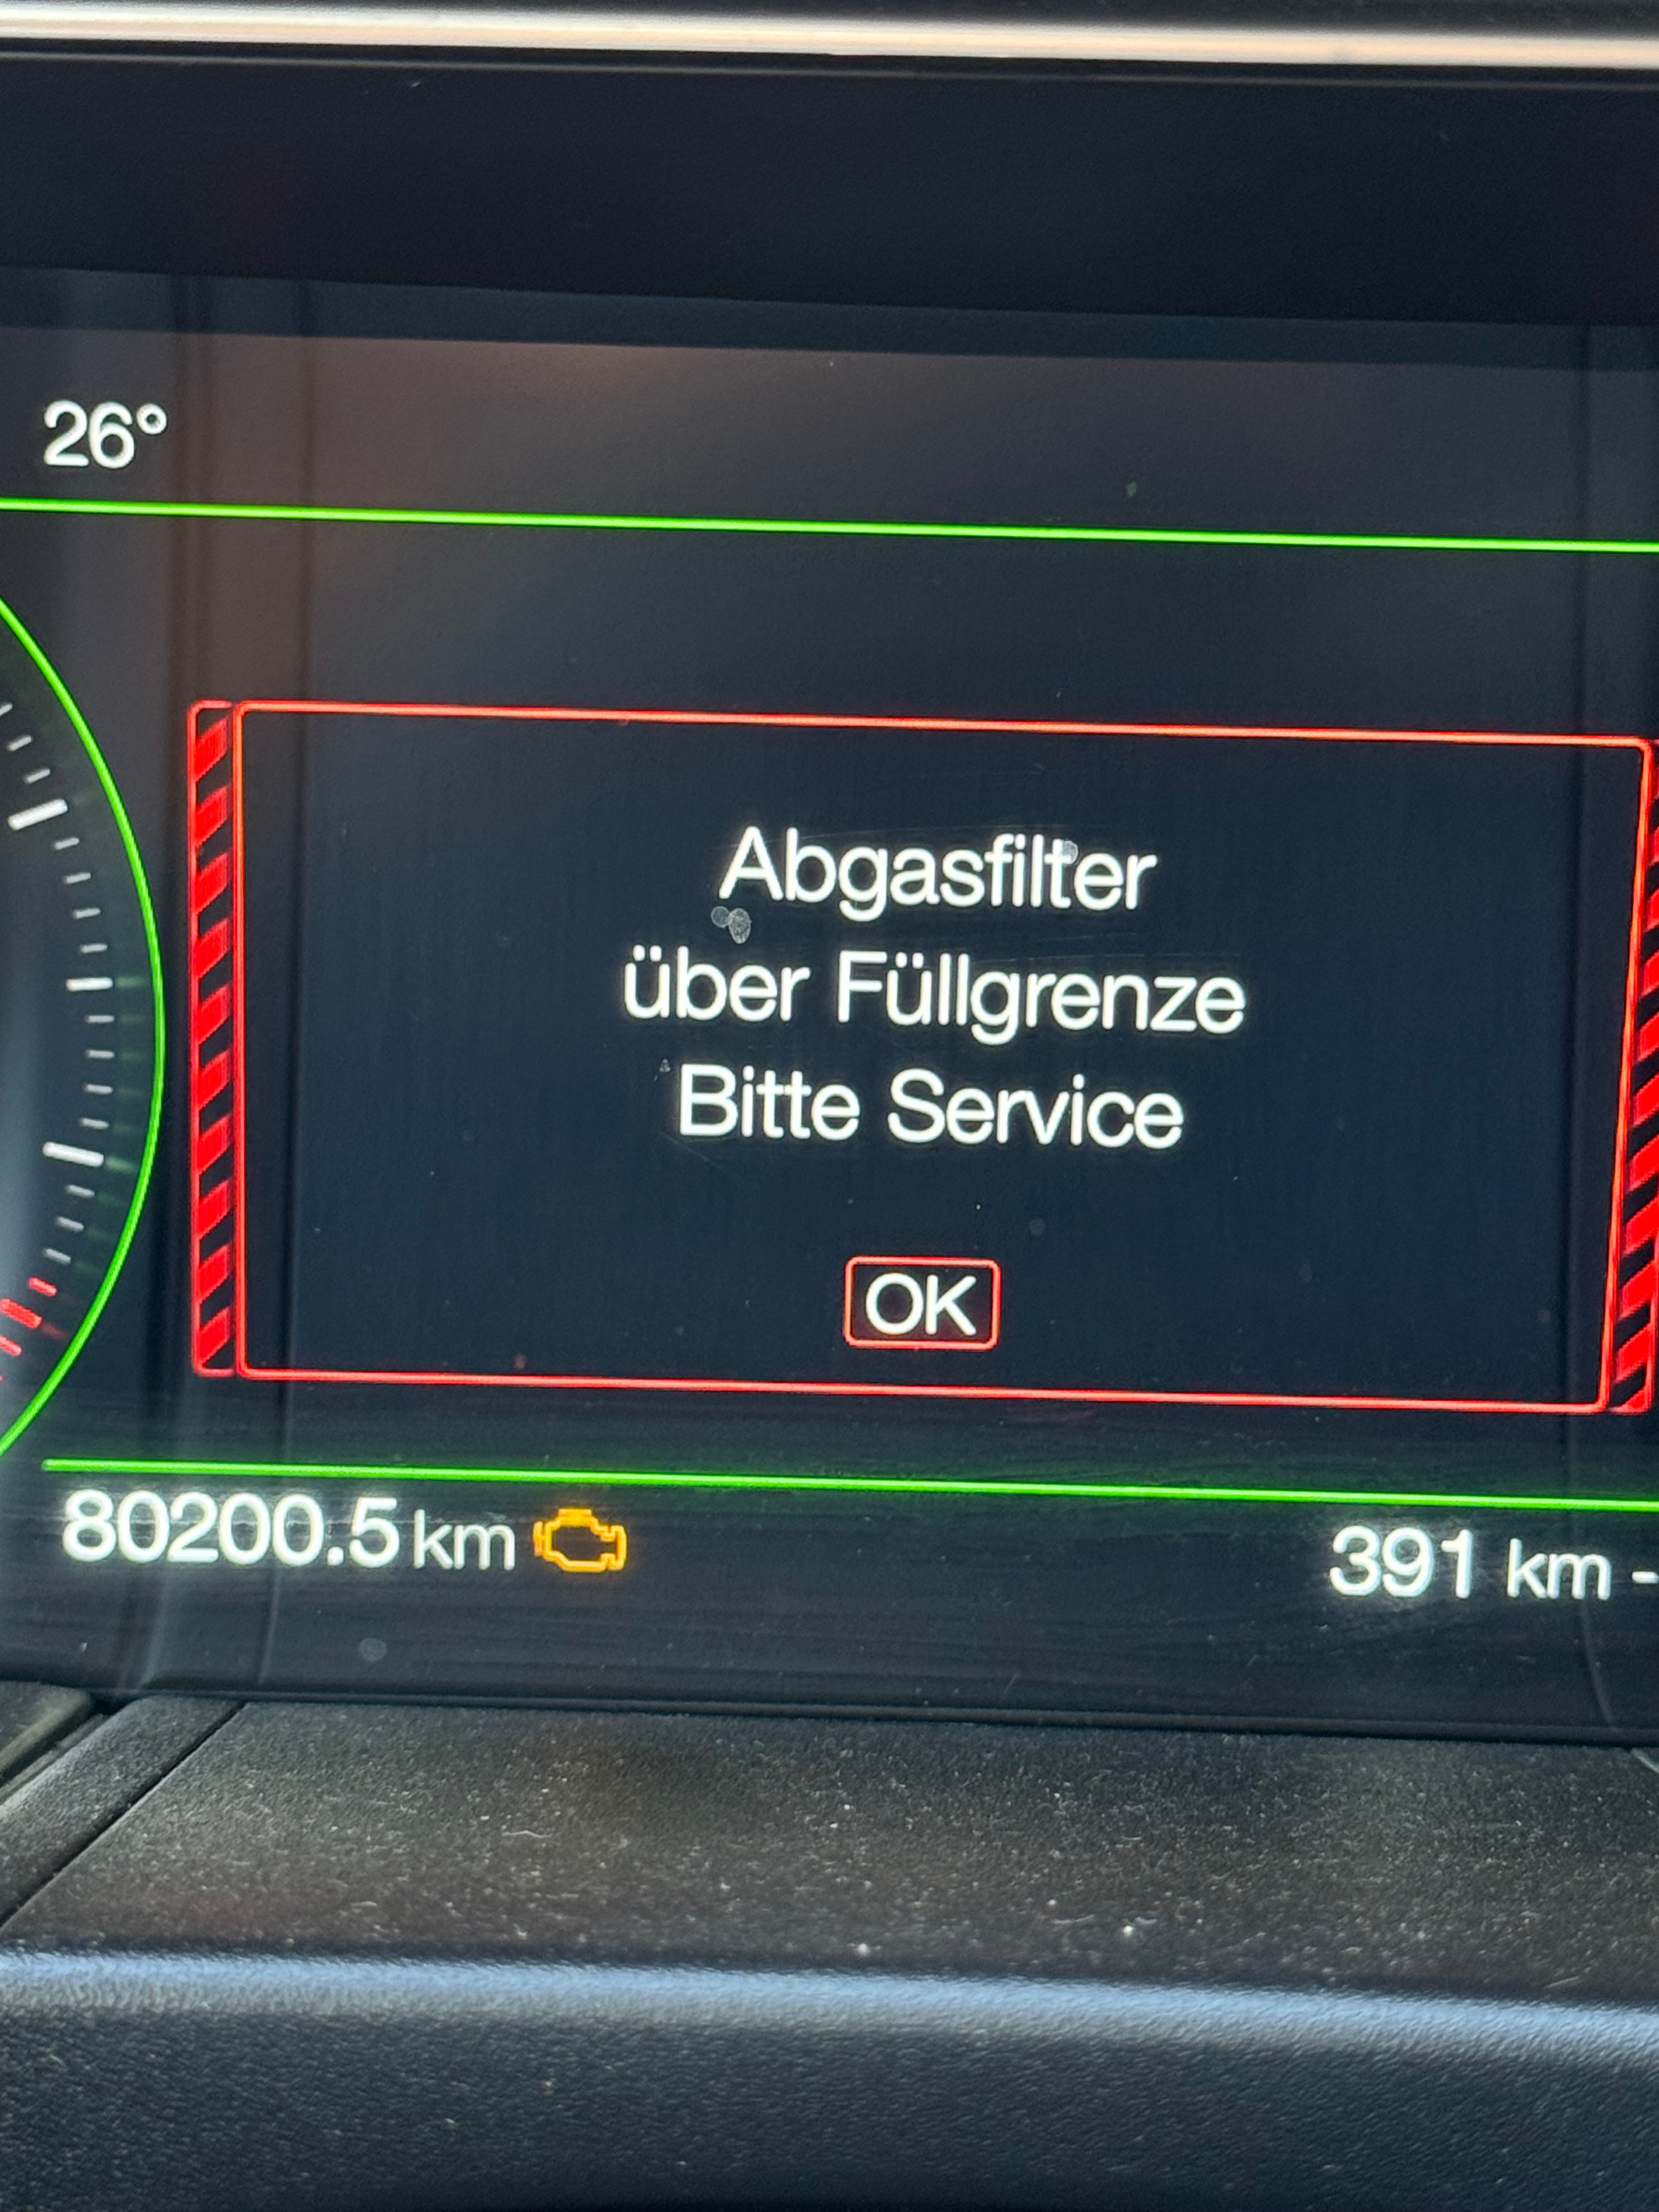 26°
Abgasfilter
über Füllgrenze
Bitte Service
OK
80200.5 km
391 km -